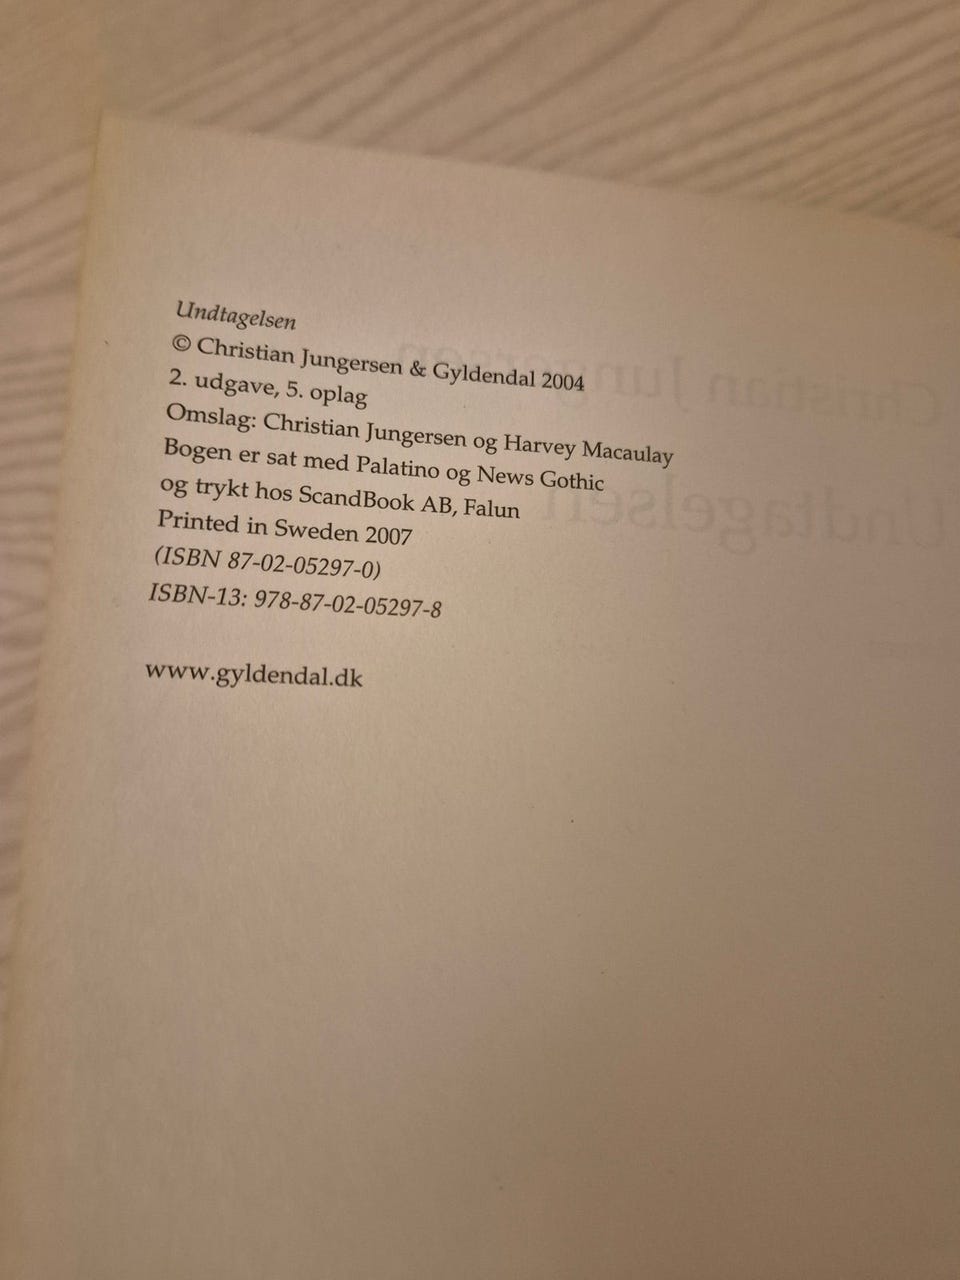 Undtagelsen
© Christian Jungersen & Gyldendal 2004
2. udgave, 5. oplag
Omslag: Christian Jungersen og Harvey Macaulay
Bogen er sat med Palatino og News Gothic
og trykt hos ScandBook AB, Falun
Printed in Sweden 2007
(ISBN 87-02-05297-0)
ISBN-13: 978-87-02-05297-8
www.gyldendal.dk